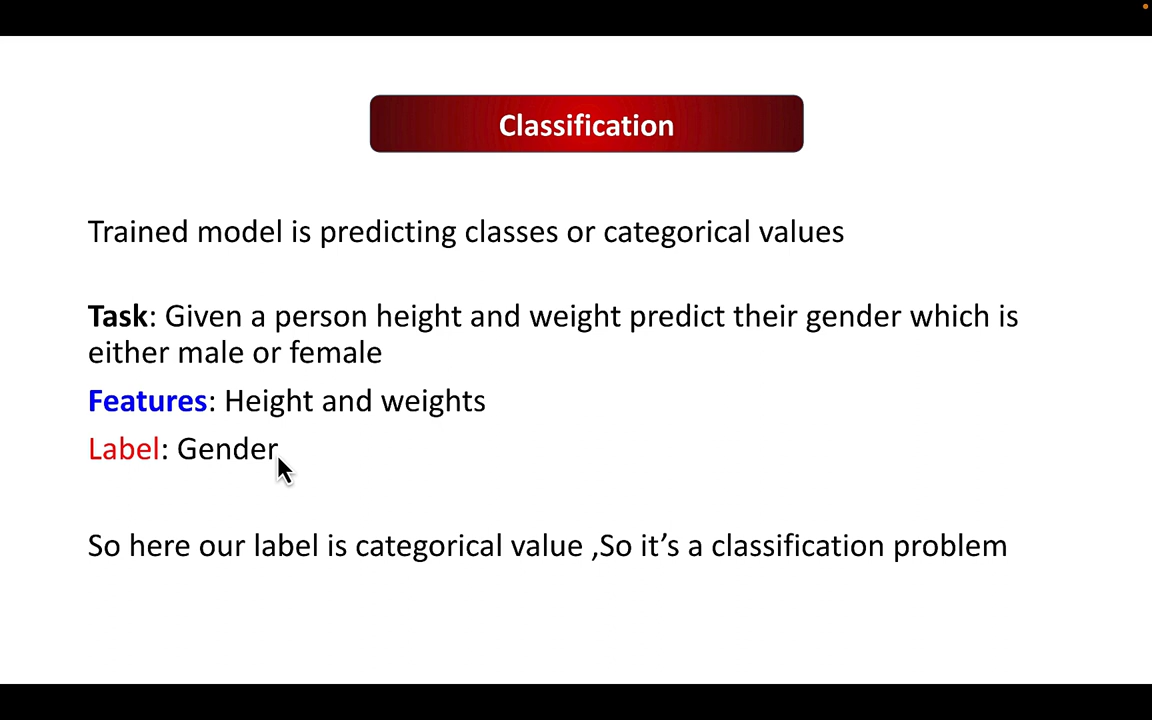 Classification
Trained model is predicting classes or categorical values
Task: Given a person height and weight predict their gender which is
either male or female
Features: Height and weights
Label: Gender
So here our label is categorical value ,So it’s a classification problem